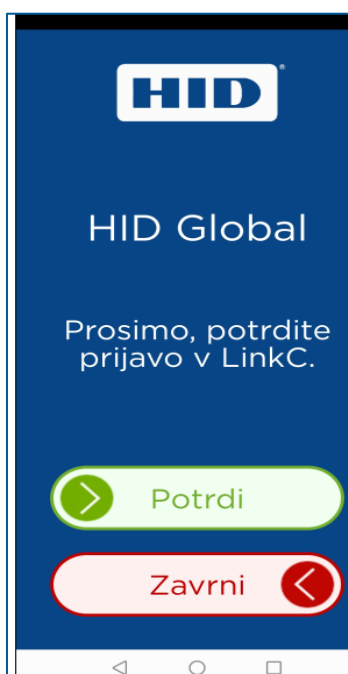 HID
HID Global
Prosimo, potrdite
prijavo v LinkC.
Potrdi
Zavrni